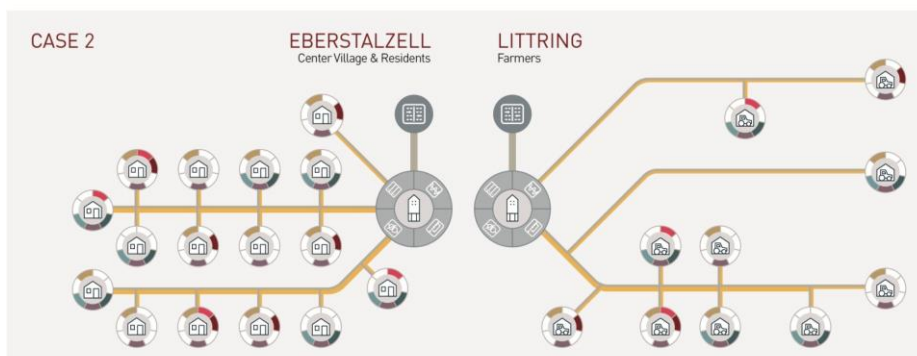 CASE 2
EBERSTALZELL
Center Village & Residents
LITTRING
Farmers